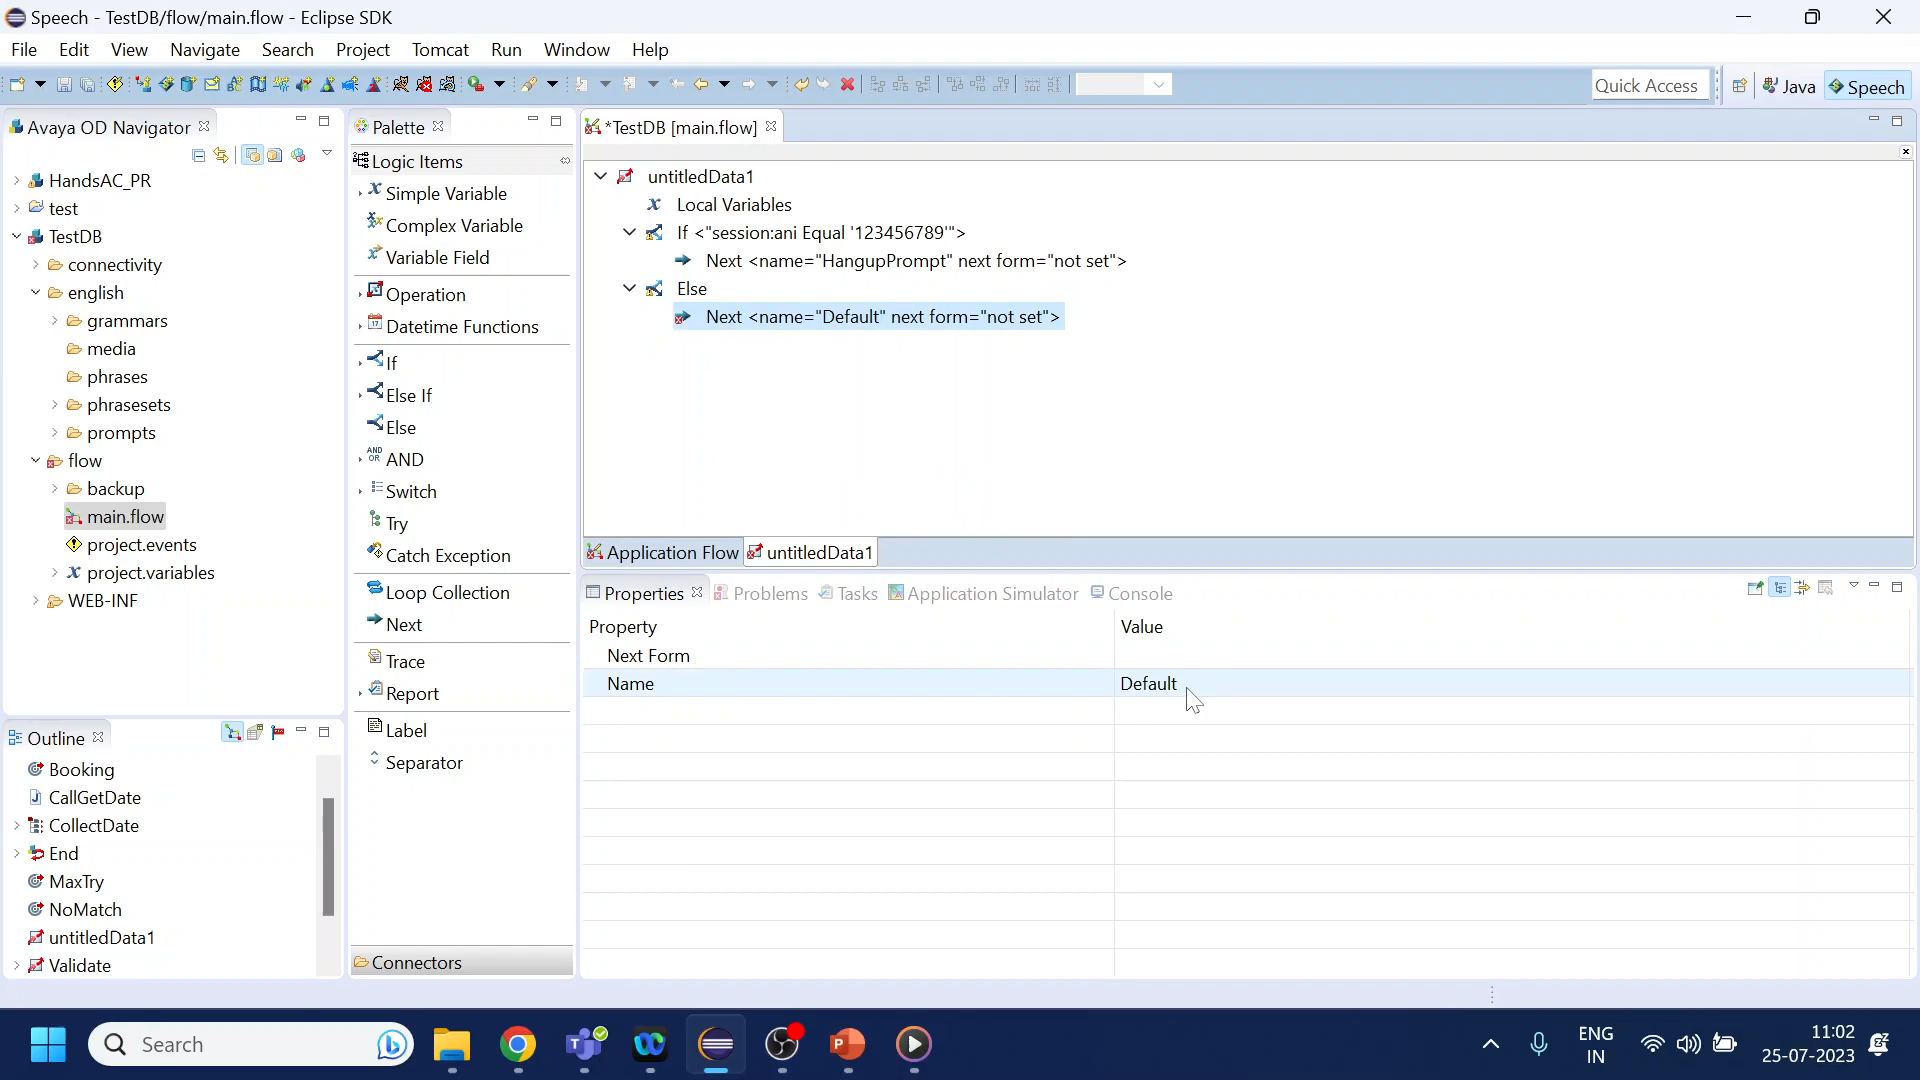 Speech - TestDB/flow/main.flow - Eclipse SDK
File Edit View Navigate Search Project Tomcat Run Window Help
Quick Access
Java
Speech
Avaya OD Navigator
HandsAC_PR
test
TestDB
connectivity
english
grammars
media
phrases
phrasesets
prompts
flow
backup
main.flow
project.events
project.variables
WEB-INF
Outline
Booking
CallGetDate
CollectDate
End
MaxTry
NoMatch
untitledData1
Validate
Palette
Logic Items
Simple Variable
Complex Variable
Variable Field
Operation
Datetime Functions
If
Else If
Else
AND
OR AND
Switch
Try
Catch Exception
Loop Collection
Next
Trace
Report
Label
Separator
Connectors
*TestDB [main.flow]
untitledData1
x Local Variables
If <"session:ani Equal '123456789'">
Next <name="HangupPrompt" next form="not set">
Else
Next <name="Default" next form="not set">
Application Flow untitledData1
Properties Problems Tasks Application Simulator Console
Property Value
Next Form
Name Default
Search
ENG
IN
11:02
25-07-2023